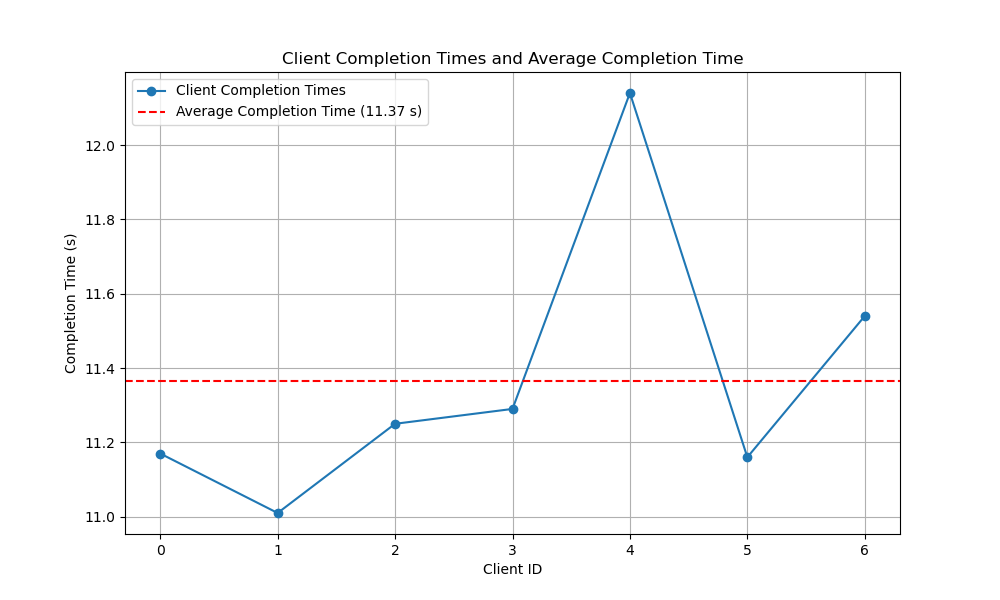 Client Completion Times and Average Completion Time
Client Completion Times
Average Completion Time (11.37 s)
Completion Time (s)
12.0
11.8
11.6
11.4
11.2
11.0
0 1 2 3 4 5 6
Client ID